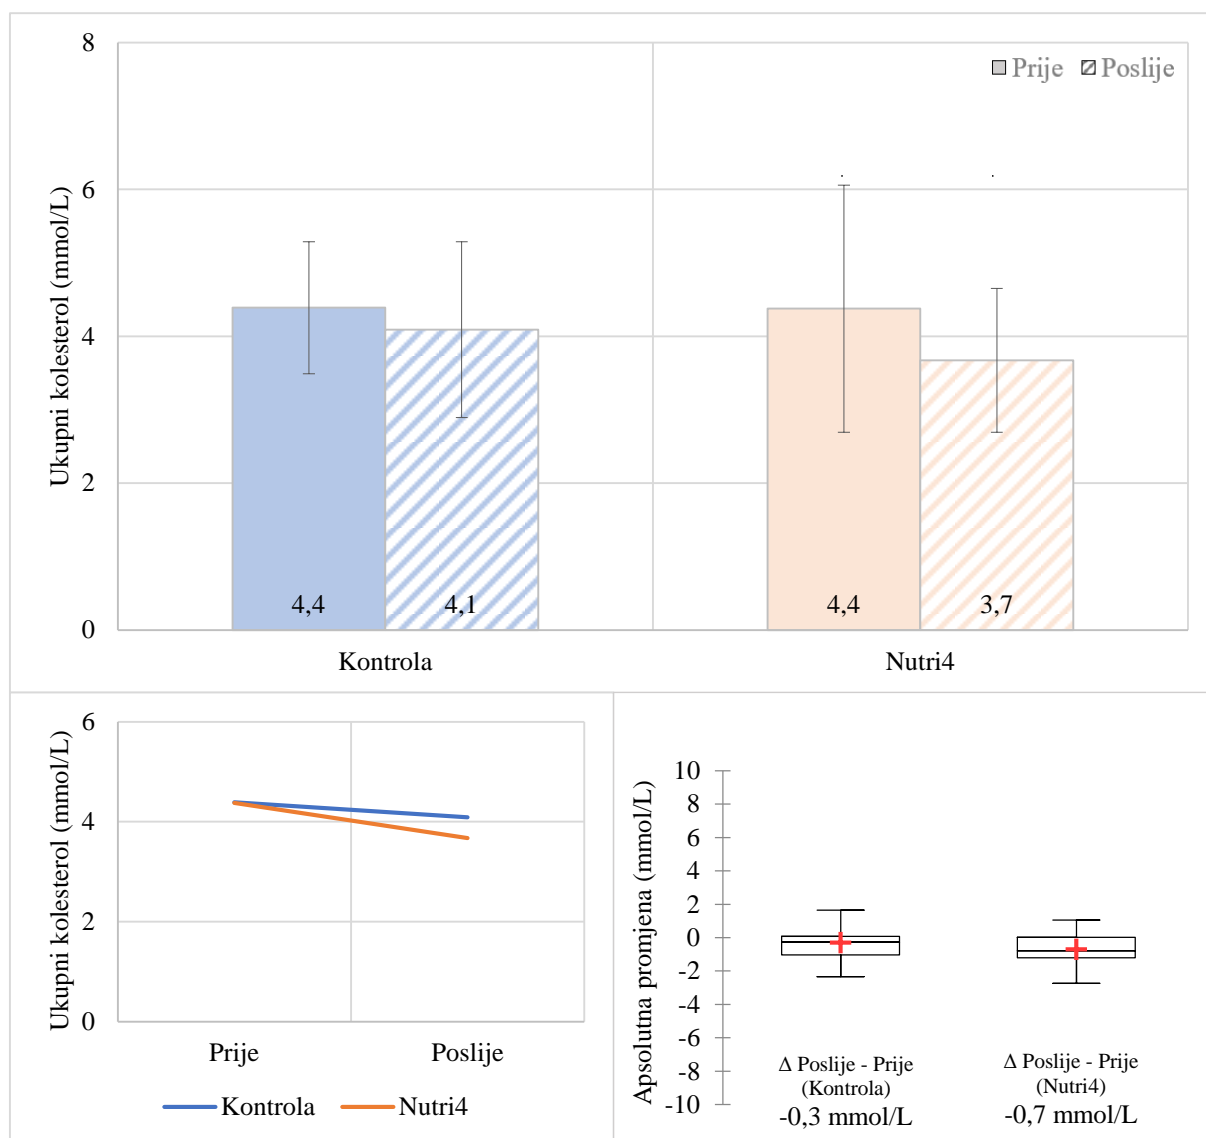 Ukupni kolesterol (mmol/L)
8
6
4
2
0
Prije Poslije
4,4 4,1 4,4 3,7
Kontrola Nutri4
Ukupni kolesterol (mmol/L)
6
4
2
0
Prije Poslije
Kontrola Nutri4
Apsolutna promjena (mmol/L)
10
8
6
4
2
0
-2
-4
-6
-8
-10
Δ Poslije - Prije
(Kontrola)
-0,3 mmol/L
Δ Poslije - Prije
(Nutri4)
-0,7 mmol/L